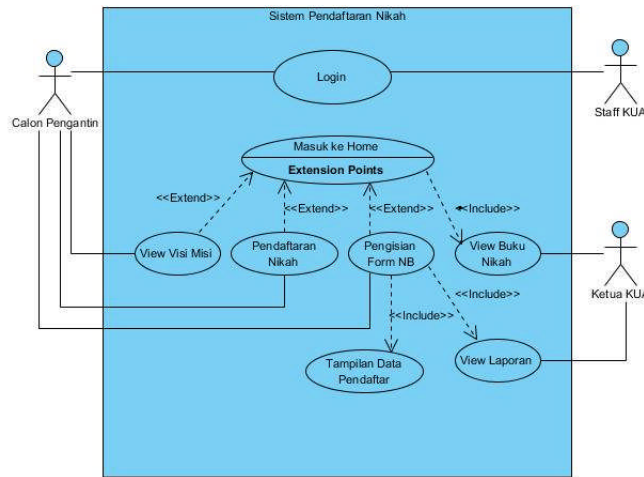 Sistem Pendaftaran Nikah
Login
Calon Pengantin
Staff KUA
Masuk ke Home
Extension Points
<<Extend>>
<<Extend>>
<<Extend>>
<<Include>>
View Visi Misi
Pendaftaran
Nikah
Pengisian
Form NB
View Buku
Nikah
Ketua KUA
<<Include>>
<<Include>>
Tampilan Data
Pendaftar
View Laporan